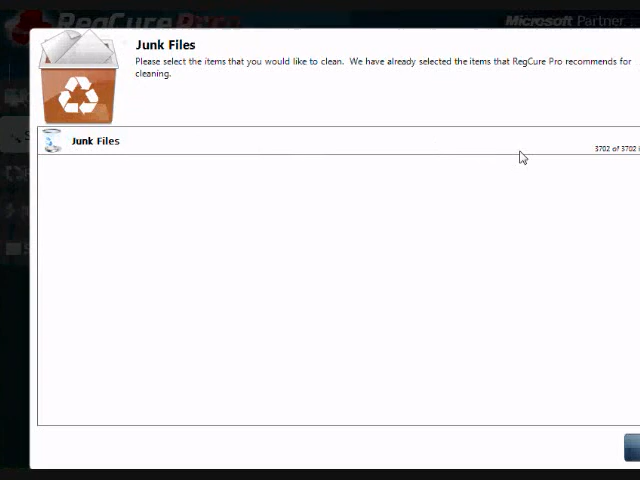 RegCure Pro
Microsoft Partner
Junk Files
Please select the items that you would like to clean. We have already selected the items that RegCure Pro recommends for
cleaning.
Junk Files
3702 of 3702 i